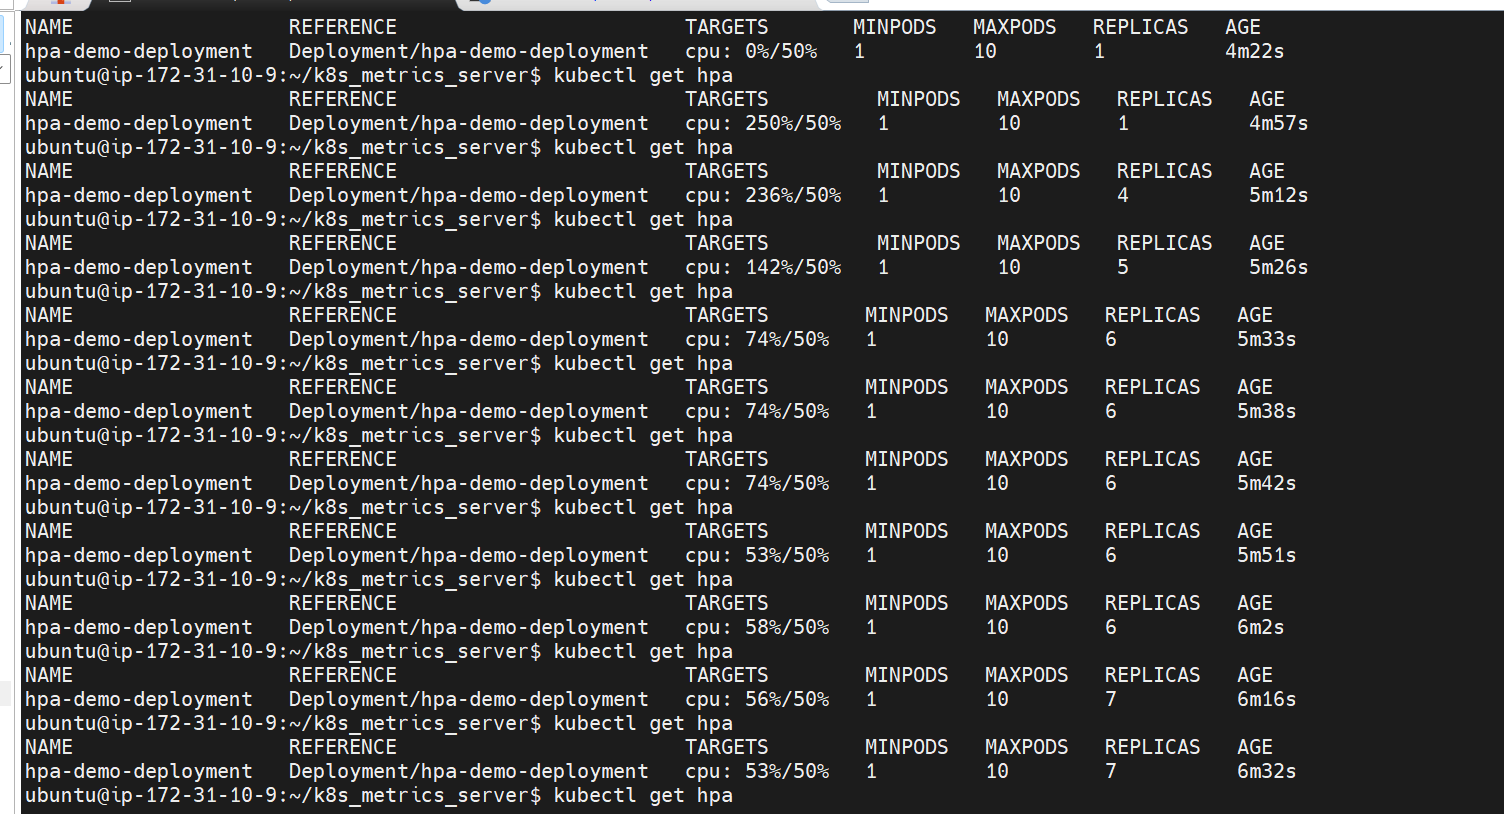 NAME                  REFERENCE                        TARGETS       MINPODS   MAXPODS   REPLICAS   AGE
hpa-demo-deployment   Deployment/hpa-demo-deployment   cpu: 0%/50%   1         10        1          4m22s
ubuntu@ip-172-31-10-9:~/k8s_metrics_server$ kubectl get hpa
NAME                  REFERENCE                        TARGETS         MINPODS   MAXPODS   REPLICAS   AGE
hpa-demo-deployment   Deployment/hpa-demo-deployment   cpu: 250%/50%   1         10        1          4m57s
ubuntu@ip-172-31-10-9:~/k8s_metrics_server$ kubectl get hpa
NAME                  REFERENCE                        TARGETS         MINPODS   MAXPODS   REPLICAS   AGE
hpa-demo-deployment   Deployment/hpa-demo-deployment   cpu: 236%/50%   1         10        4          5m12s
ubuntu@ip-172-31-10-9:~/k8s_metrics_server$ kubectl get hpa
NAME                  REFERENCE                        TARGETS         MINPODS   MAXPODS   REPLICAS   AGE
hpa-demo-deployment   Deployment/hpa-demo-deployment   cpu: 142%/50%   1         10        5          5m26s
ubuntu@ip-172-31-10-9:~/k8s_metrics_server$ kubectl get hpa
NAME                  REFERENCE                        TARGETS        MINPODS   MAXPODS   REPLICAS   AGE
hpa-demo-deployment   Deployment/hpa-demo-deployment   cpu: 74%/50%   1         10        6          5m33s
ubuntu@ip-172-31-10-9:~/k8s_metrics_server$ kubectl get hpa
NAME                  REFERENCE                        TARGETS        MINPODS   MAXPODS   REPLICAS   AGE
hpa-demo-deployment   Deployment/hpa-demo-deployment   cpu: 74%/50%   1         10        6          5m38s
ubuntu@ip-172-31-10-9:~/k8s_metrics_server$ kubectl get hpa
NAME                  REFERENCE                        TARGETS        MINPODS   MAXPODS   REPLICAS   AGE
hpa-demo-deployment   Deployment/hpa-demo-deployment   cpu: 74%/50%   1         10        6          5m42s
ubuntu@ip-172-31-10-9:~/k8s_metrics_server$ kubectl get hpa
NAME                  REFERENCE                        TARGETS        MINPODS   MAXPODS   REPLICAS   AGE
hpa-demo-deployment   Deployment/hpa-demo-deployment   cpu: 53%/50%   1         10        6          5m51s
ubuntu@ip-172-31-10-9:~/k8s_metrics_server$ kubectl get hpa
NAME                  REFERENCE                        TARGETS        MINPODS   MAXPODS   REPLICAS   AGE
hpa-demo-deployment   Deployment/hpa-demo-deployment   cpu: 58%/50%   1         10        6          6m2s
ubuntu@ip-172-31-10-9:~/k8s_metrics_server$ kubectl get hpa
NAME                  REFERENCE                        TARGETS        MINPODS   MAXPODS   REPLICAS   AGE
hpa-demo-deployment   Deployment/hpa-demo-deployment   cpu: 56%/50%   1         10        7          6m16s
ubuntu@ip-172-31-10-9:~/k8s_metrics_server$ kubectl get hpa
NAME                  REFERENCE                        TARGETS        MINPODS   MAXPODS   REPLICAS   AGE
hpa-demo-deployment   Deployment/hpa-demo-deployment   cpu: 53%/50%   1         10        7          6m32s
ubuntu@ip-172-31-10-9:~/k8s_metrics_server$ kubectl get hpa